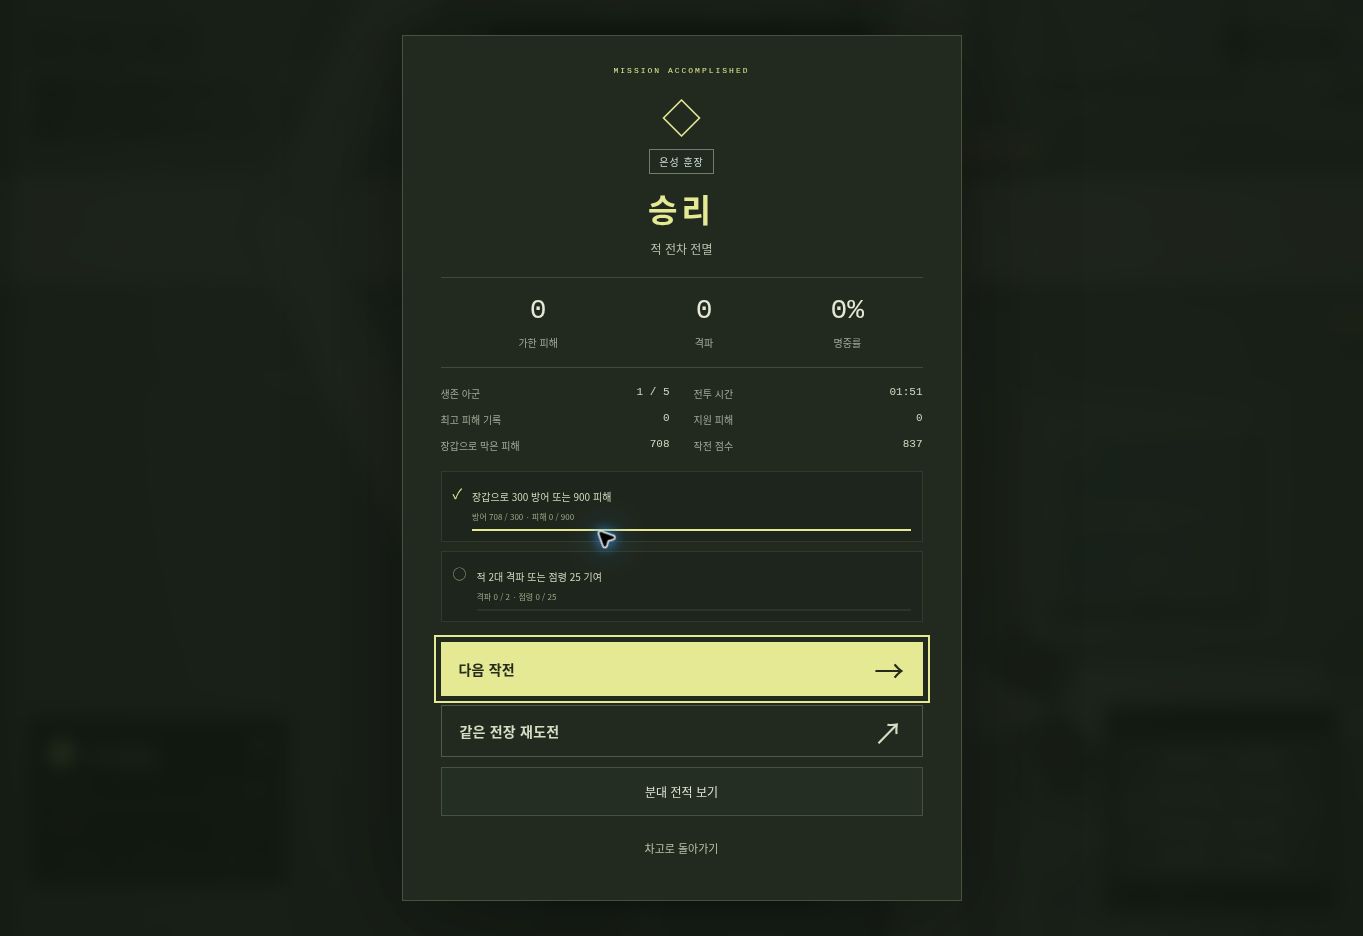 MISSION ACCOMPLISHED
은성 훈장
승리
적 전차 전멸
0 0 0%
가한 피해 격파 명중률
생존 아군 1 / 5 전투 시간 01:51
최고 피해 기록 0 지원 피해 0
장갑으로 막은 피해 708 작전 점수 837
✓ 장갑으로 300 방어 또는 900 피해
방어 708 / 300 · 피해 0 / 900
적 2대 격파 또는 점령 25 기여
격파 0 / 2 · 점령 0 / 25
다음 작전 →
같은 전장 재도전 ↗
분대 전적 보기
차고로 돌아가기